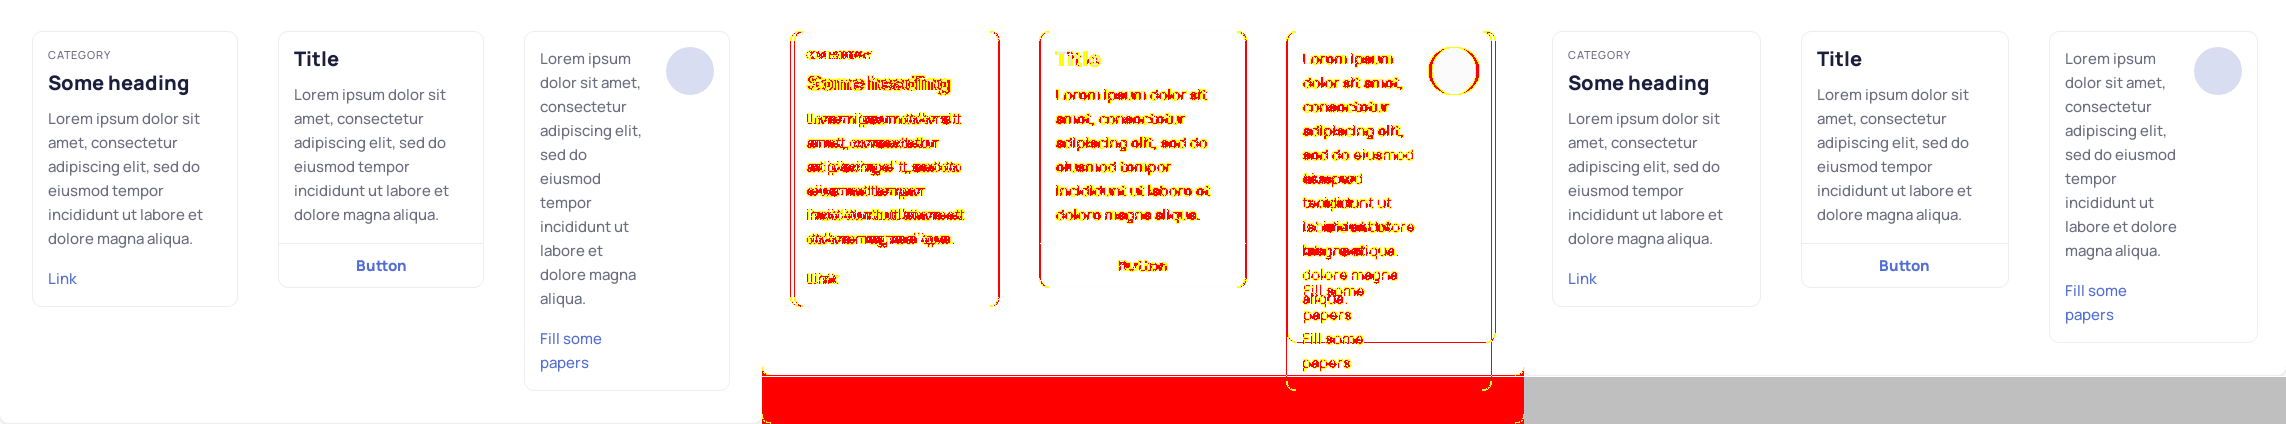 CATEGORY
Some heading
Lorem ipsum dolor sit
amet, consectetur
adipiscing elit, sed do
eiusmod tempor
incididunt ut labore et
dolore magna aliqua.
Link
Title
Lorem ipsum dolor sit
amet, consectetur
adipiscing elit, sed do
eiusmod tempor
incididunt ut labore et
dolore magna aliqua.
Button
Lorem ipsum
dolor sit amet,
consectetur
adipiscing elit,
sed do
eiusmod
tempor
incididunt ut
labore et
dolore magna
aliqua.
Fill some
papers
Some heading
Link
Title
Lorem ipsum dolor sit
amet, consectetur
adipiscing elit, sed do
eiusmod tempor
incididunt ut labore et
dolore magna aliqua.
Button
Lorem ipsum
dolor sit amet,
consectetur
adipiscing elit,
sed do eiusmod
dolore magna
aliqua.
Fill some
papers
Fill some
papers
CATEGORY
Some heading
Lorem ipsum dolor sit
amet, consectetur
adipiscing elit, sed do
eiusmod tempor
incididunt ut labore et
dolore magna aliqua.
Link
Title
Lorem ipsum dolor sit
amet, consectetur
adipiscing elit, sed do
eiusmod tempor
incididunt ut labore et
dolore magna aliqua.
Button
Lorem ipsum
dolor sit amet,
consectetur
adipiscing elit,
sed do eiusmod
tempor
incididunt ut
labore et dolore
magna aliqua.
Fill some
papers